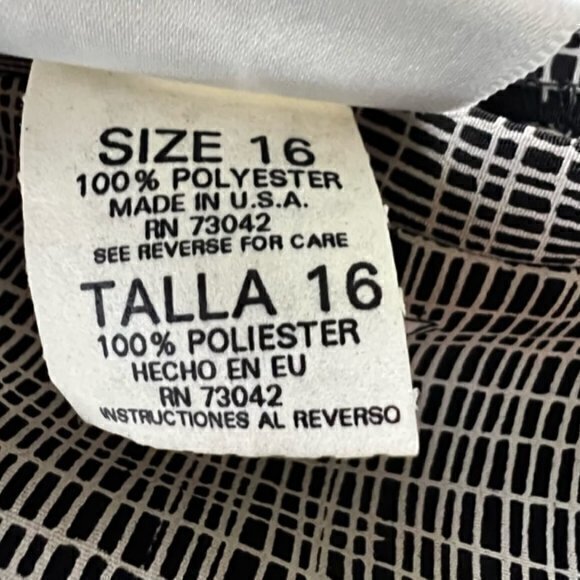 SIZE 16
100% POLYESTER
MADE IN U.S.A.
RN 73042
SEE REVERSE FOR CARE
TALLA 16
100% POLIESTER
HECHO EN EU
RN 73042
INSTRUCTIONES AL REVERSO